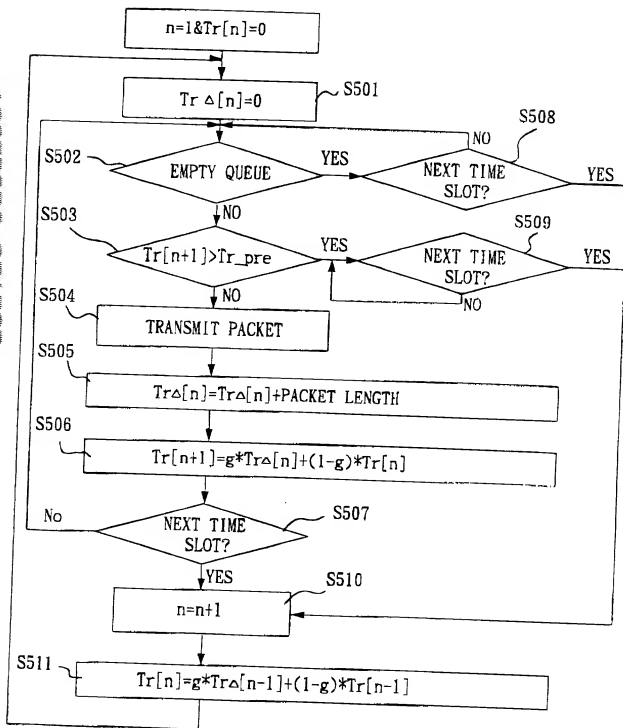 n=1&Tr[n]=0
S501
Tr △[n]=0
S508
NO
S502
EMPTY QUEUE
YES
NEXT TIME
SLOT?
YES
NO
S503
S509
Tr[n+1]>Tr_pre
YES
NEXT TIME
SLOT?
YES
NO
NO
S504
TRANSMIT PACKET
S505
Tr△[n]=Tr△[n]+PACKET LENGTH
S506
Tr[n+1]=g*Tr△[n]+(1-g)*Tr[n]
No
NEXT TIME
SLOT?
S507
YES
S510
n=n+1
S511
Tr[n]=g*Tr△[n-1]+(1-g)*Tr[n-1]